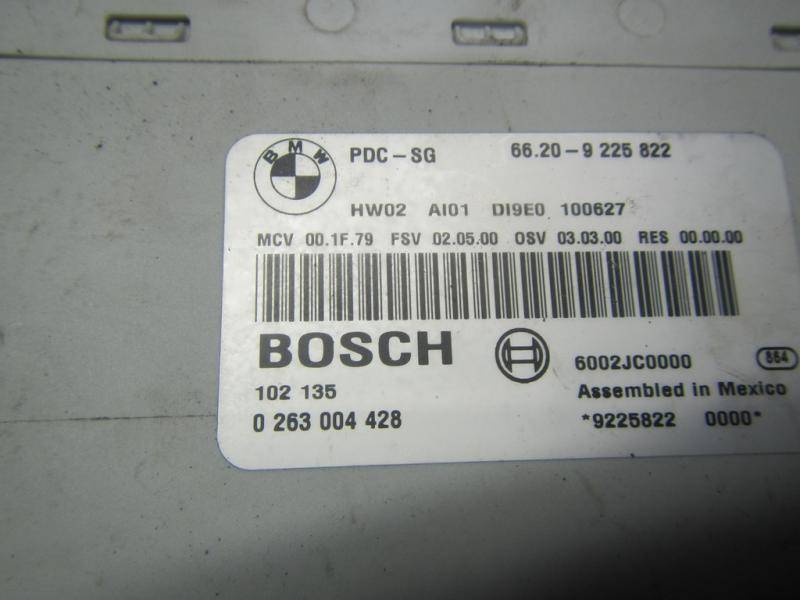 BMW PDC-SG 66.20-9 225 822
HW02 AI01 DI9E0 100627
MCV 00.1F.79 FSV 02.05.00 OSV 03.03.00 RES 00.00.00
BOSCH
6002JC0000 864
102 135 Assembled in Mexico
0 263 004 428 *9225822 0000*